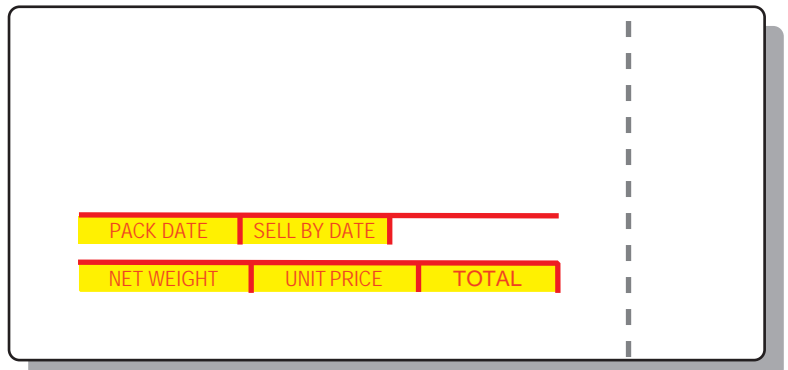 PACK DATE SELL BY DATE
NET WEIGHT UNIT PRICE TOTAL